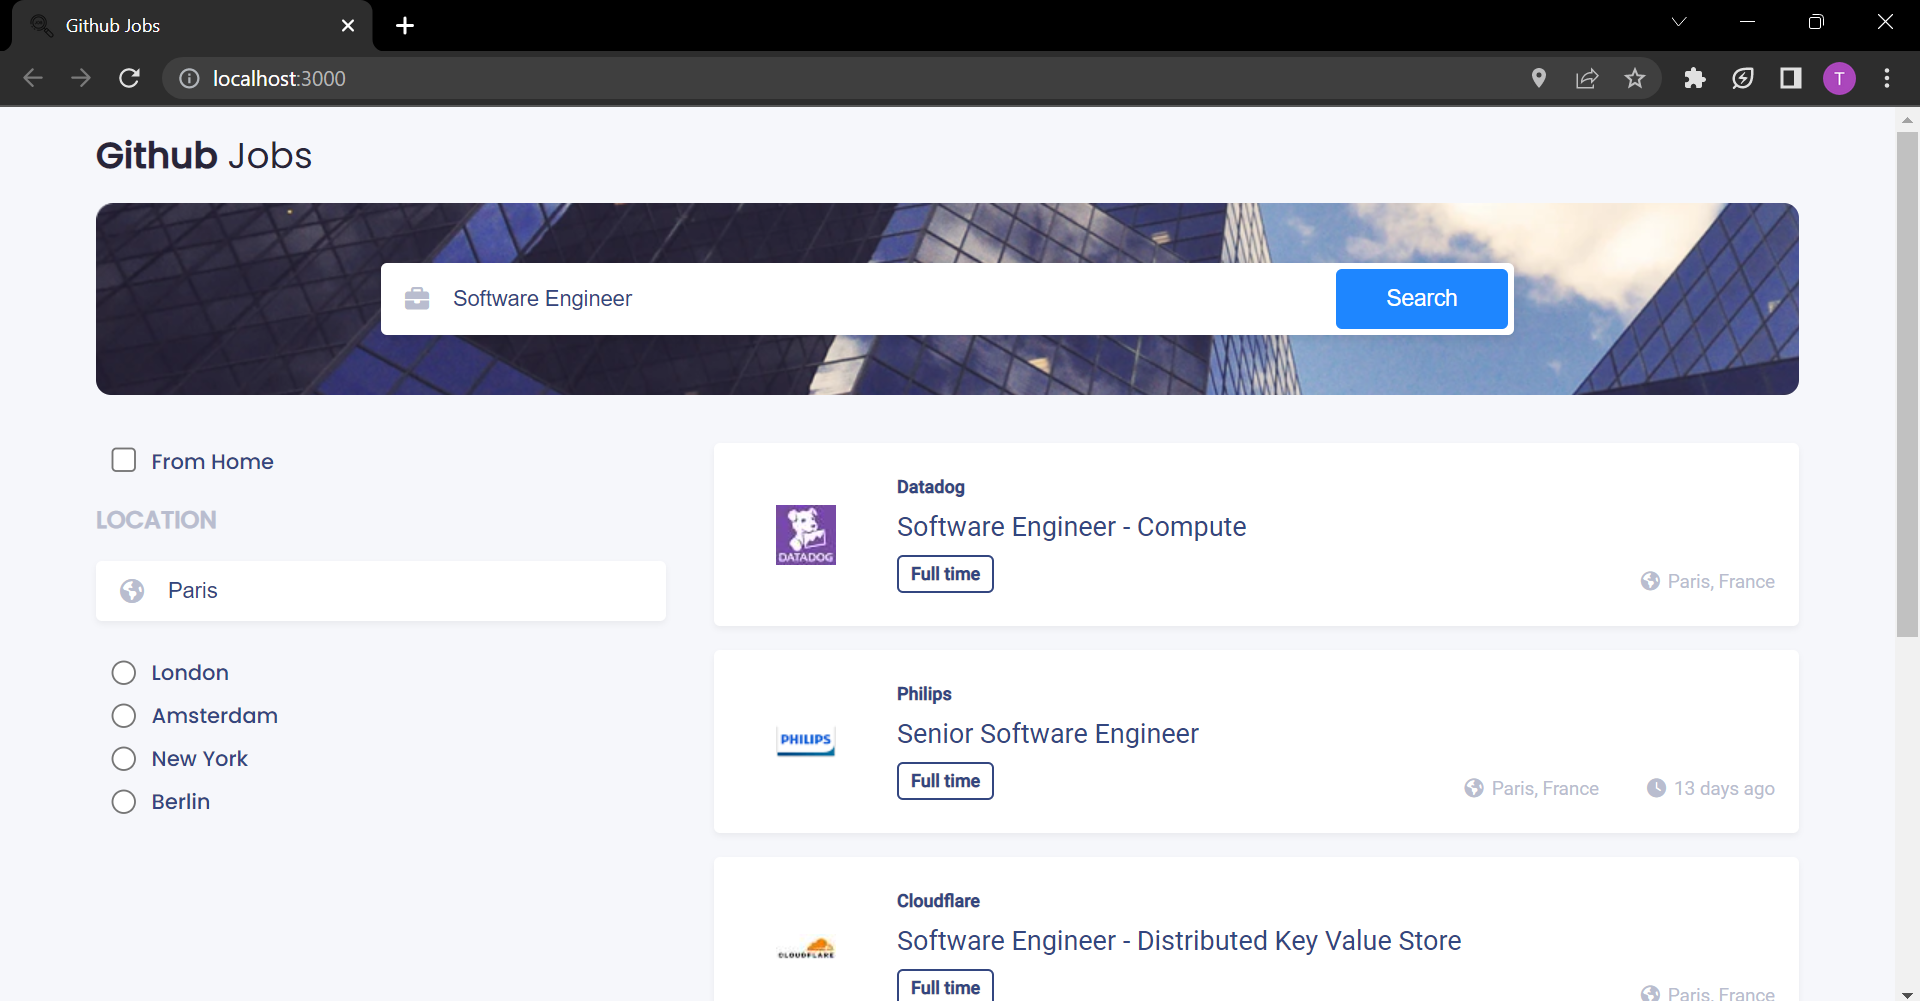 Github Jobs
localhost:3000
T
Github Jobs
Software Engineer
Search
From Home
LOCATION
Paris
London
Amsterdam
New York
Berlin
Datadog
DATADOG
Software Engineer - Compute
Full time
Paris, France
Philips
PHILIPS
Senior Software Engineer
Full time
Paris, France
13 days ago
Cloudflare
CLOUDFLARE
Software Engineer - Distributed Key Value Store
Full time
Paris, France